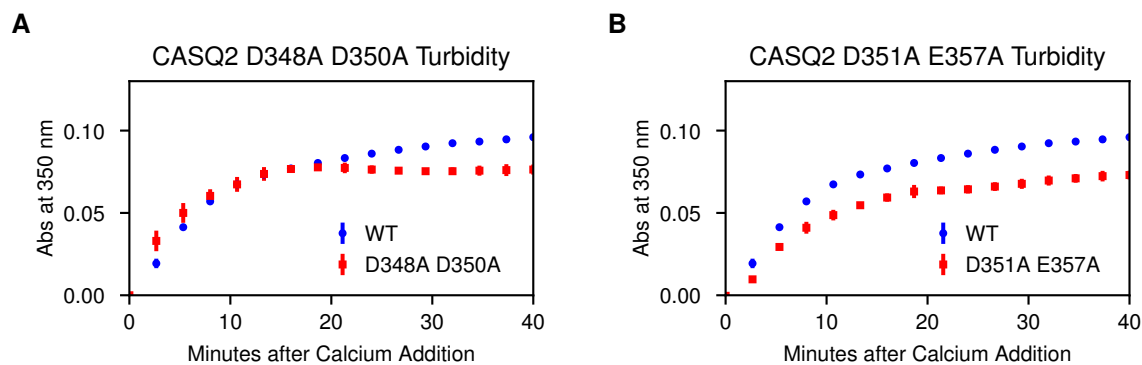 A
CASQ2 D348A D350A Turbidity
Abs at 350 nm
0.10
0.05
0.00
WT
D348A D350A
0 10 20 30 40
Minutes after Calcium Addition
B
CASQ2 D351A E357A Turbidity
Abs at 350 nm
0.10
0.05
0.00
WT
D351A E357A
0 10 20 30 40
Minutes after Calcium Addition